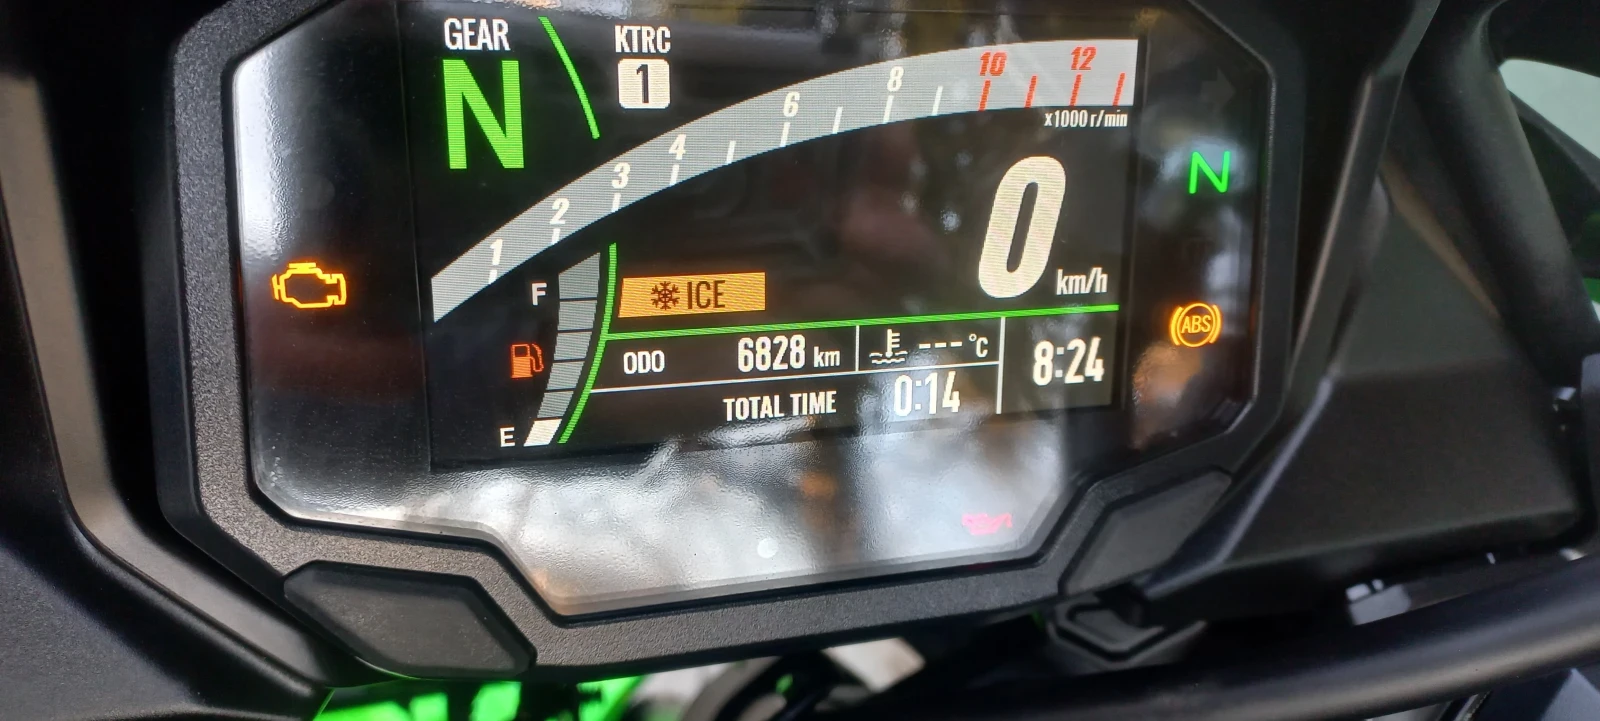 GEAR
N
KTRC
1
1 2 3 4 6 8 10 12
x1000 r/min
N
0
km/h
F
ICE
ABS
ODO 6828 km
--- °C
8:24
TOTAL TIME 0:14
E